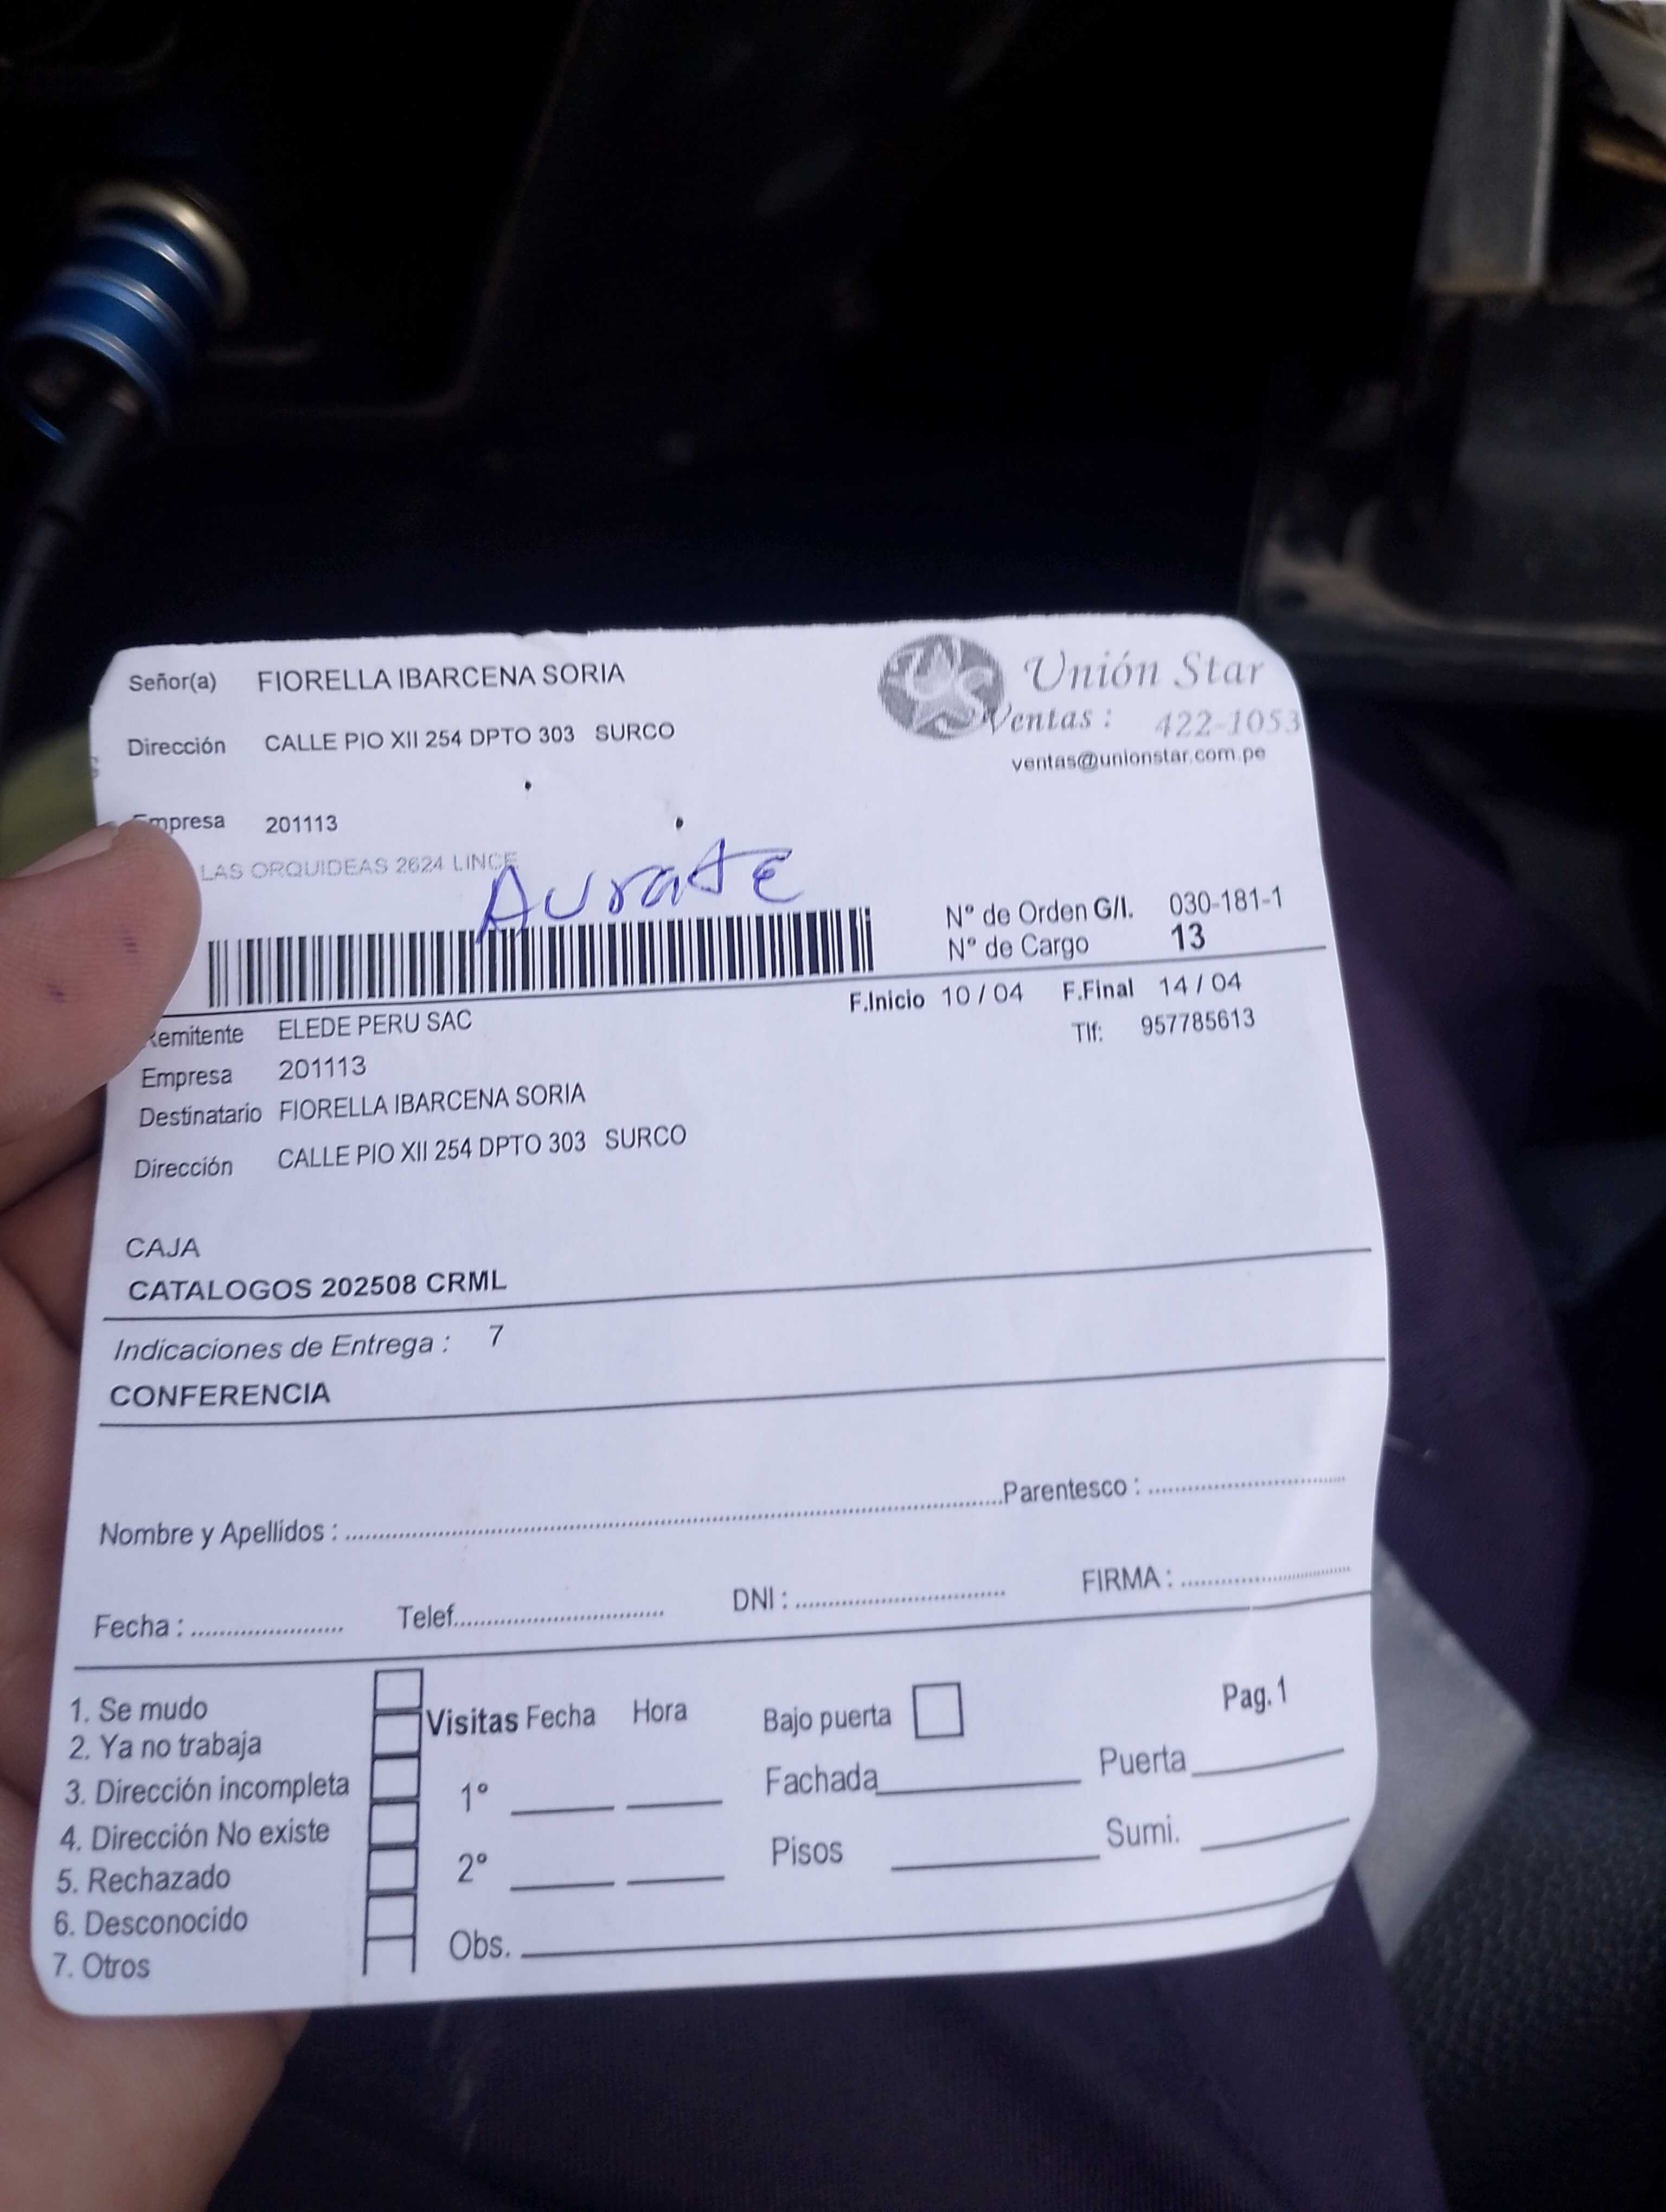 Señor(a) FIORELLA IBARCENA SORIA
Unión Star
Dirección CALLE PIO XII 254 DPTO 303 SURCO
Ventas : 422-1053
ventas@unionstar.com.pe
Empresa 201113
LAS ORQUIDEAS 2624 LINCE
Aurate
N° de Orden G/I. 030-181-1
N° de Cargo 13
F.Inicio 10 / 04 F.Final 14 / 04
Remitente ELEDE PERU SAC
Tlf: 957785613
Empresa 201113
Destinatario FIORELLA IBARCENA SORIA
Dirección CALLE PIO XII 254 DPTO 303 SURCO
CAJA
CATALOGOS 202508 CRML
Indicaciones de Entrega : 7
CONFERENCIA
Nombre y Apellidos : Parentesco :
Fecha : Telef. DNI : FIRMA :
1. Se mudo
2. Ya no trabaja
3. Dirección incompleta
4. Dirección No existe
5. Rechazado
6. Desconocido
7. Otros
Visitas Fecha Hora
1°
2°
Obs.
Bajo puerta
Pag. 1
Fachada Puerta
Pisos Sumi.